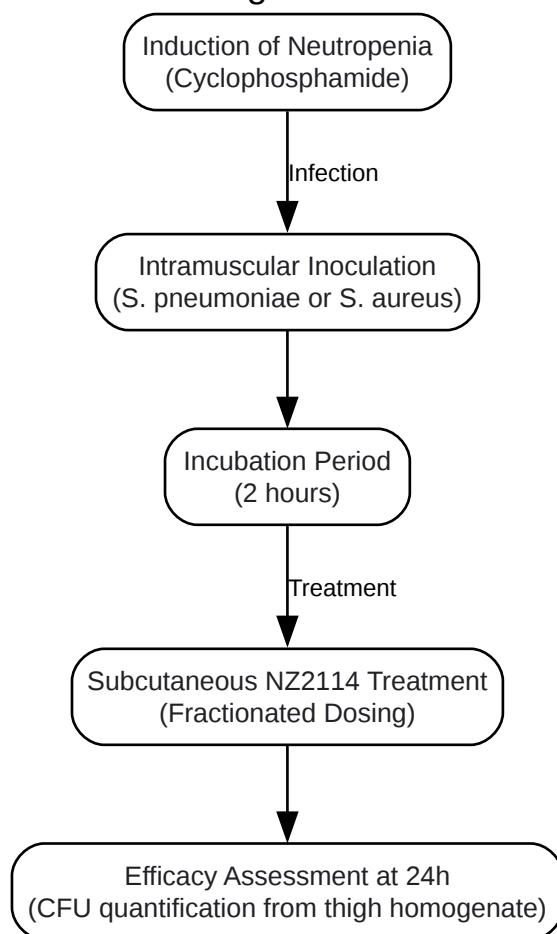 Induction of Neutropenia
(Cyclophosphamide)
Infection
Intramuscular Inoculation
(S. pneumoniae or S. aureus)
Incubation Period
(2 hours)
Treatment
Subcutaneous NZ2114 Treatment
(Fractionated Dosing)
Efficacy Assessment at 24h
(CFU quantification from thigh homogenate)